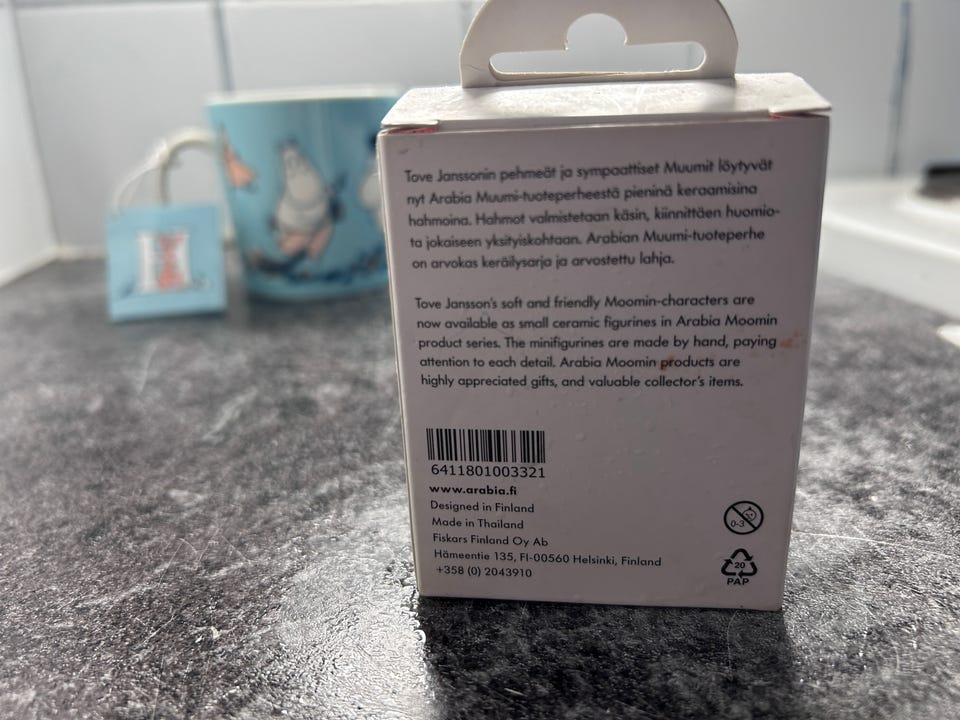 Tove Janssonin pehmeät ja sympaattiset Muumit löytyvät
nyt Arabia Muumi-tuoteperheestä pieninä keraamisina
hahmoina. Hahmot valmistetaan käsin, kiinnittäen huomio-
ta jokaiseen yksityiskohtaan. Arabian Muumi-tuoteperhe
on arvokas keräilysarja ja arvostettu lahja.
Tove Jansson's soft and friendly Moomin-characters are
now available as small ceramic figurines in Arabia Moomin
product series. The minifigurines are made by hand, paying
attention to each detail. Arabia Moomin products are
highly appreciated gifts, and valuable collector's items.
6411801003321
www.arabia.fi
Designed in Finland
Made in Thailand
Fiskars Finland Oy Ab
Hämeentie 135, FI-00560 Helsinki, Finland
+358 (0) 2043910
0-3
20
PAP